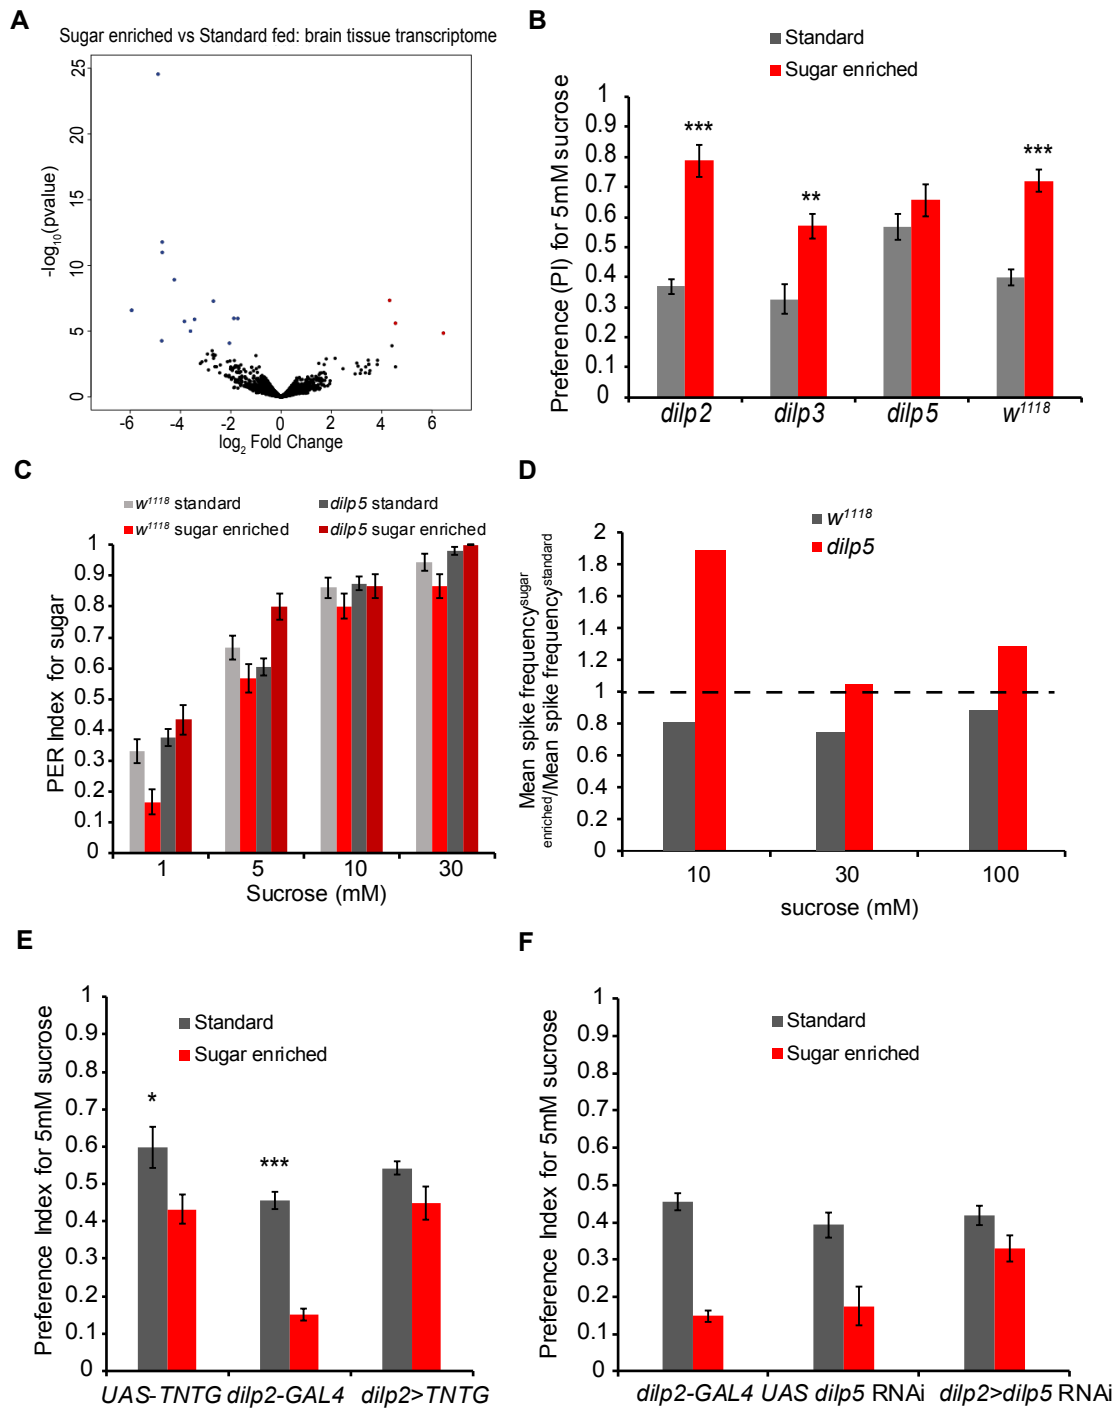 A
Sugar enriched vs Standard fed: brain tissue transcriptome
25
20
15
10
5
0
-log10(pvalue)
-6 -4 -2 0 2 4 6
log2 Fold Change
B
Standard
Sugar enriched
Preference (PI) for 5mM sucrose
1
0.9
0.8
0.7
0.6
0.5
0.4
0.3
0.2
0.1
0
*** ** ***
dilp2 dilp3 dilp5 w1118
C
w1118 standard dilp5 standard
w1118 sugar enriched dilp5 sugar enriched
PER Index for sugar
1
0.9
0.8
0.7
0.6
0.5
0.4
0.3
0.2
0.1
0
1 5 10 30
Sucrose (mM)
D
w1118
dilp5
Mean spike frequencysugar
enriched/Mean spike frequencystandard
2
1.8
1.6
1.4
1.2
1
0.8
0.6
0.4
0.2
0
10 30 100
sucrose (mM)
E
Standard
Sugar enriched
Preference Index for 5mM sucrose
1
0.9
0.8
0.7
0.6
0.5
0.4
0.3
0.2
0.1
0
* ***
UAS-TNTG dilp2-GAL4 dilp2>TNTG
F
Standard
Sugar enriched
Preference Index for 5mM sucrose
1
0.9
0.8
0.7
0.6
0.5
0.4
0.3
0.2
0.1
0
dilp2-GAL4 UAS dilp5 RNAi dilp2>dilp5 RNAi